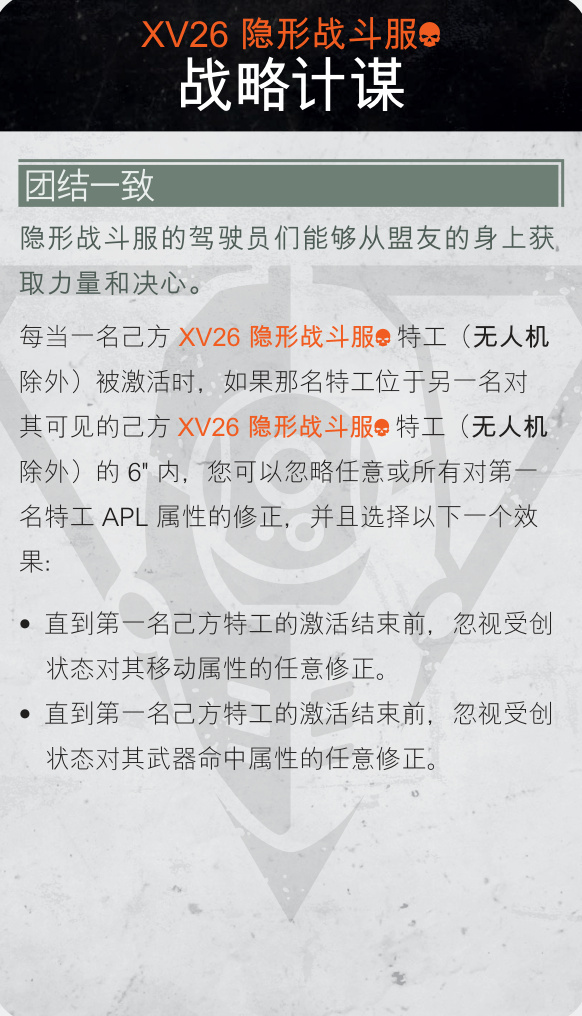 XV26 隐形战斗服
战略计谋
团结一致
隐形战斗服的驾驶员们能够从盟友的身上获
取力量和决心。
每当一名己方 XV26 隐形战斗服 特工（无人机
除外）被激活时，如果那名特工位于另一名对
其可见的己方 XV26 隐形战斗服 特工（无人机
除外）的 6" 内，您可以忽略任意或所有对第一
名特工 APL 属性的修正，并且选择以下一个效
果:
• 直到第一名己方特工的激活结束前，忽视受创
状态对其移动属性的任意修正。
• 直到第一名己方特工的激活结束前，忽视受创
状态对其武器命中属性的任意修正。